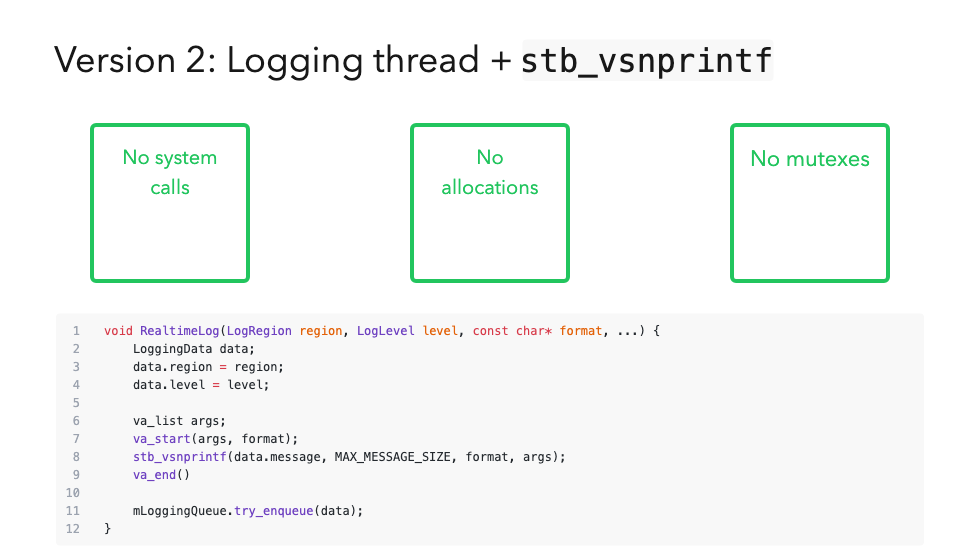 Version 2: Logging thread + stb_vsnprintf
No system
calls
No
allocations
No mutexes
1 void RealtimeLog(LogRegion region, LogLevel level, const char* format, ...) {
2     LoggingData data;
3     data.region = region;
4     data.level = level;
5
6     va_list args;
7     va_start(args, format);
8     stb_vsnprintf(data.message, MAX_MESSAGE_SIZE, format, args);
9     va_end()
10
11     mLoggingQueue.try_enqueue(data);
12 }